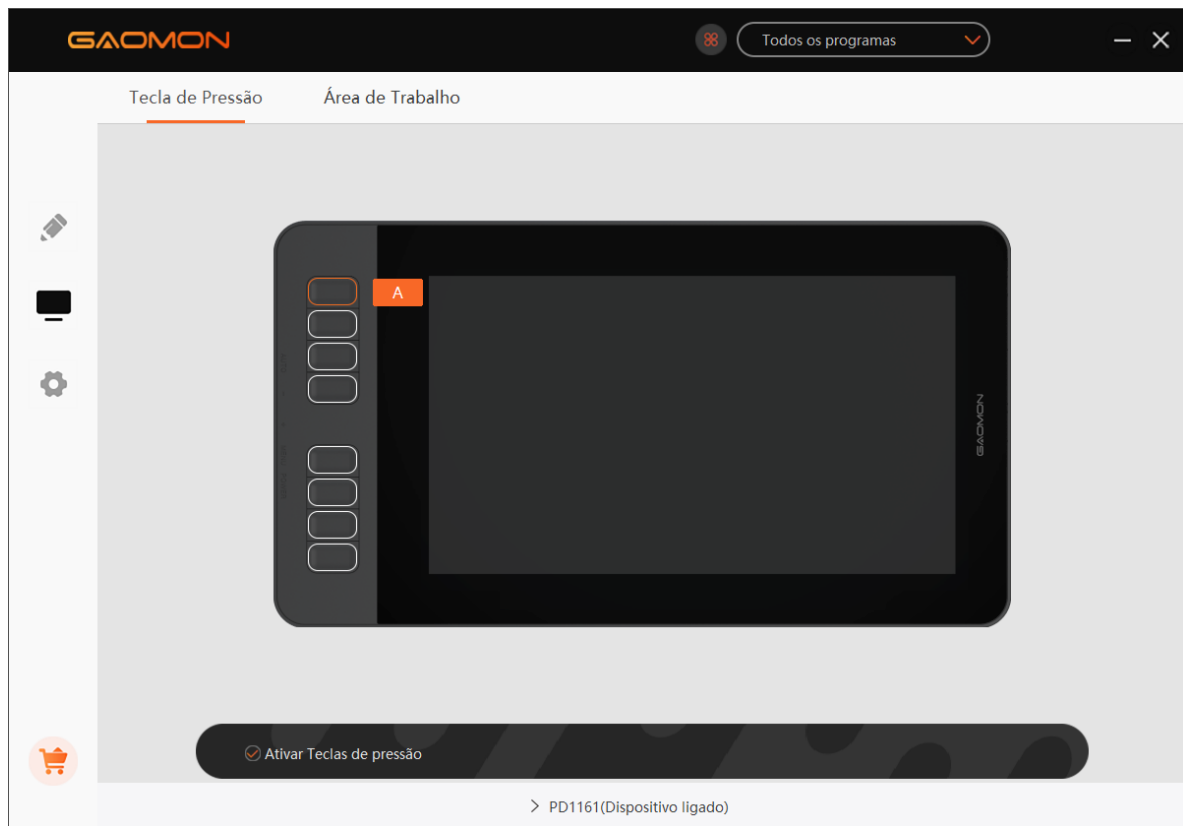 GAOMON
Todos os programas
Tecla de Pressão
Área de Trabalho
A
GAOMON
Ativar Teclas de pressão
PD1161(Dispositivo ligado)